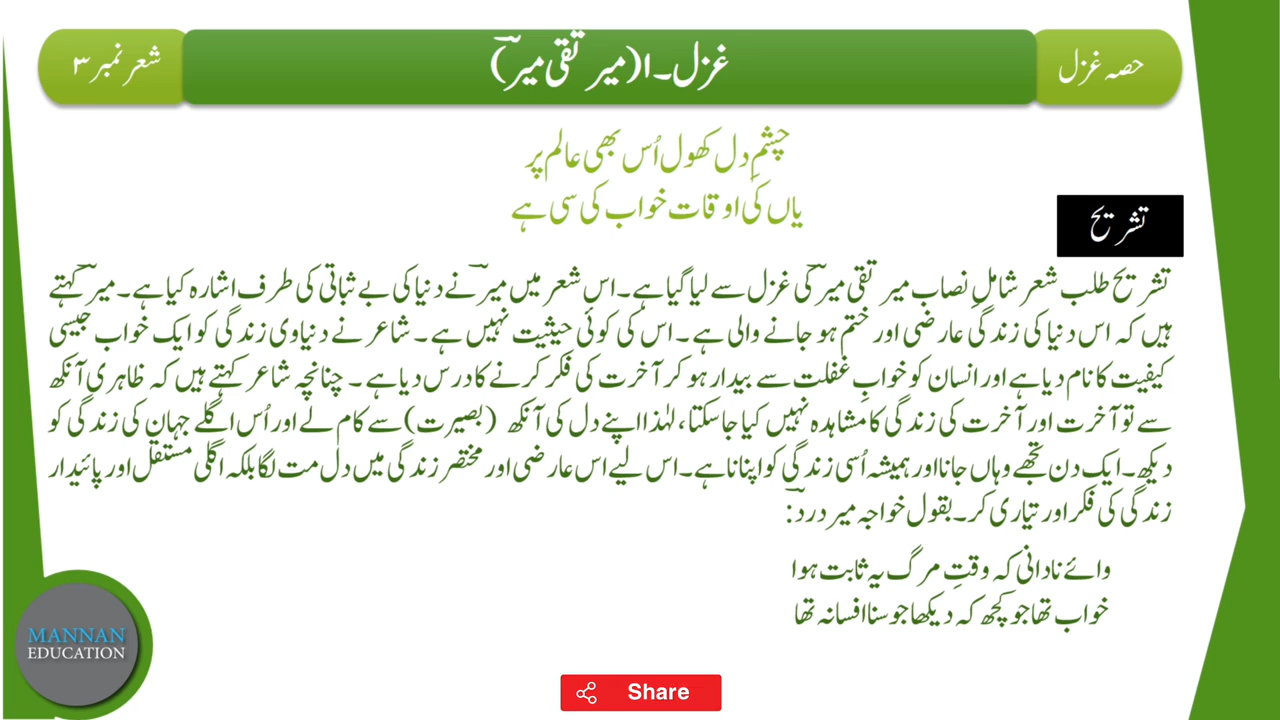 حصہ غزل
غزل۔۱(میر تقی میرؔ)
شعر نمبر ۳
چشمِ دل کھول اُس بھی عالم پر
یاں کی اوقات خواب کی سی ہے
تشریح
تشریح طلب شعر شاملِ نصاب میر تقی میرؔ کی غزل سے لیا گیا ہے۔ اس شعر میں میرؔ نے دنیا کی بے ثباتی کی طرف اشارہ کیا ہے۔ میرؔ کہتے
ہیں کہ اس دنیا کی زندگی عارضی اور ختم ہو جانے والی ہے۔ اس کی کوئی حیثیت نہیں ہے۔ شاعر نے دنیاوی زندگی کو ایک خواب جیسی
کیفیت کا نام دیا ہے اور انسان کو خوابِ غفلت سے بیدار ہو کر آخرت کی فکر کرنے کا درس دیا ہے۔ چنانچہ شاعر کہتے ہیں کہ ظاہری آنکھ
سے تو آخرت اور آخرت کی زندگی کا مشاہدہ نہیں کیا جا سکتا، لہٰذا اپنے دل کی آنکھ (بصیرت) سے کام لے اور اُس اگلے جہان کی زندگی کو
دیکھ۔ ایک دن تجھے وہاں جانا اور ہمیشہ اُسی زندگی کو اپنانا ہے۔ اس لیے اس عارضی اور مختصر زندگی میں دل مت لگا بلکہ اگلی مستقل اور پائیدار
زندگی کی فکر اور تیاری کر۔ بقول خواجہ میر دردؔ:
وائے نادانی کہ وقتِ مرگ یہ ثابت ہوا
خواب تھا جو کچھ کہ دیکھا جو سنا افسانہ تھا
MANNAN
EDUCATION
Share